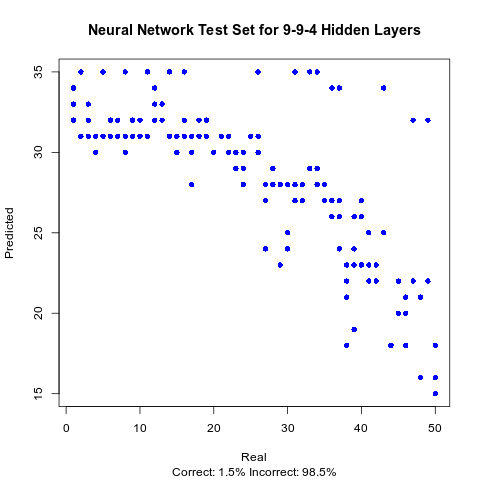 Neural Network Test Set for 9-9-4 Hidden Layers
Predicted
35
30
25
20
15
0 10 20 30 40 50
Real
Correct: 1.5% Incorrect: 98.5%